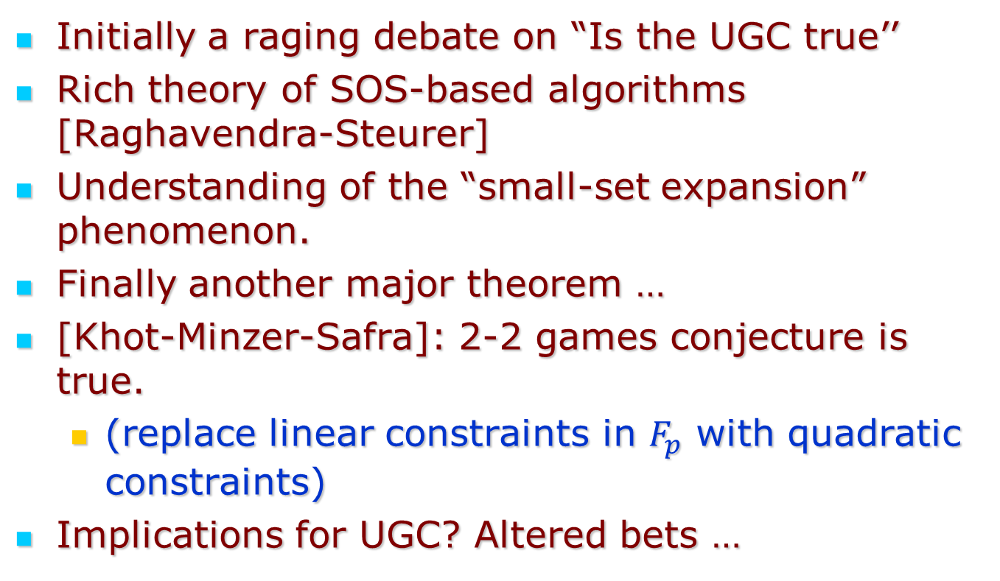 Initially a raging debate on “Is the UGC true’’
Rich theory of SOS-based algorithms
[Raghavendra-Steurer]
Understanding of the “small-set expansion”
phenomenon.
Finally another major theorem …
[Khot-Minzer-Safra]: 2-2 games conjecture is
true.
(replace linear constraints in 𝐹𝑝 with quadratic
constraints)
Implications for UGC? Altered bets …